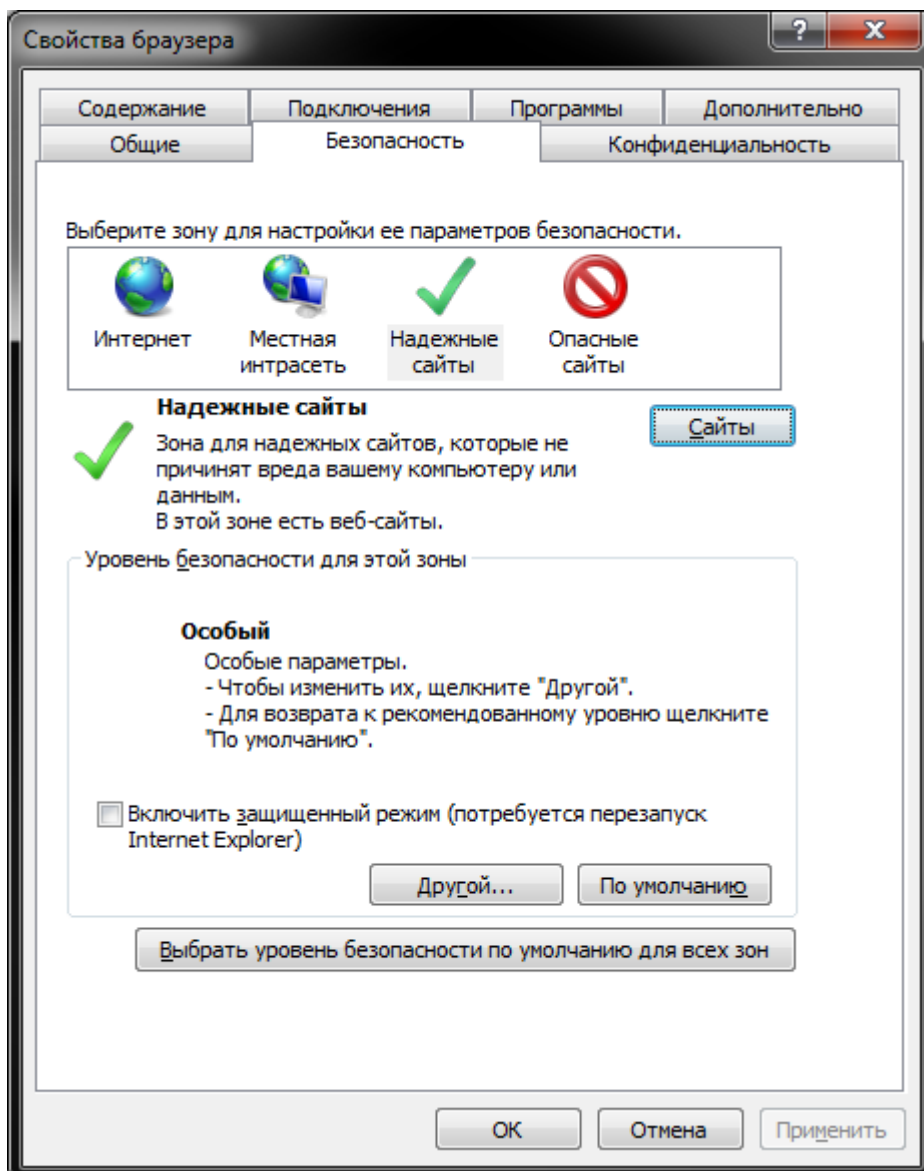 Свойства браузера
?
Содержание Подключения Программы Дополнительно
Общие Безопасность Конфиденциальность
Выберите зону для настройки ее параметров безопасности.
Интернет Местная интрасеть Надежные сайты Опасные сайты
Надежные сайты
Сайты
Зона для надежных сайтов, которые не
причинят вреда вашему компьютеру или
данным.
В этой зоне есть веб-сайты.
Уровень безопасности для этой зоны
Особый
Особые параметры.
- Чтобы изменить их, щелкните "Другой".
- Для возврата к рекомендованному уровню щелкните
"По умолчанию".
Включить защищенный режим (потребуется перезапуск
Internet Explorer)
Другой... По умолчанию
Выбрать уровень безопасности по умолчанию для всех зон
ОК Отмена Применить